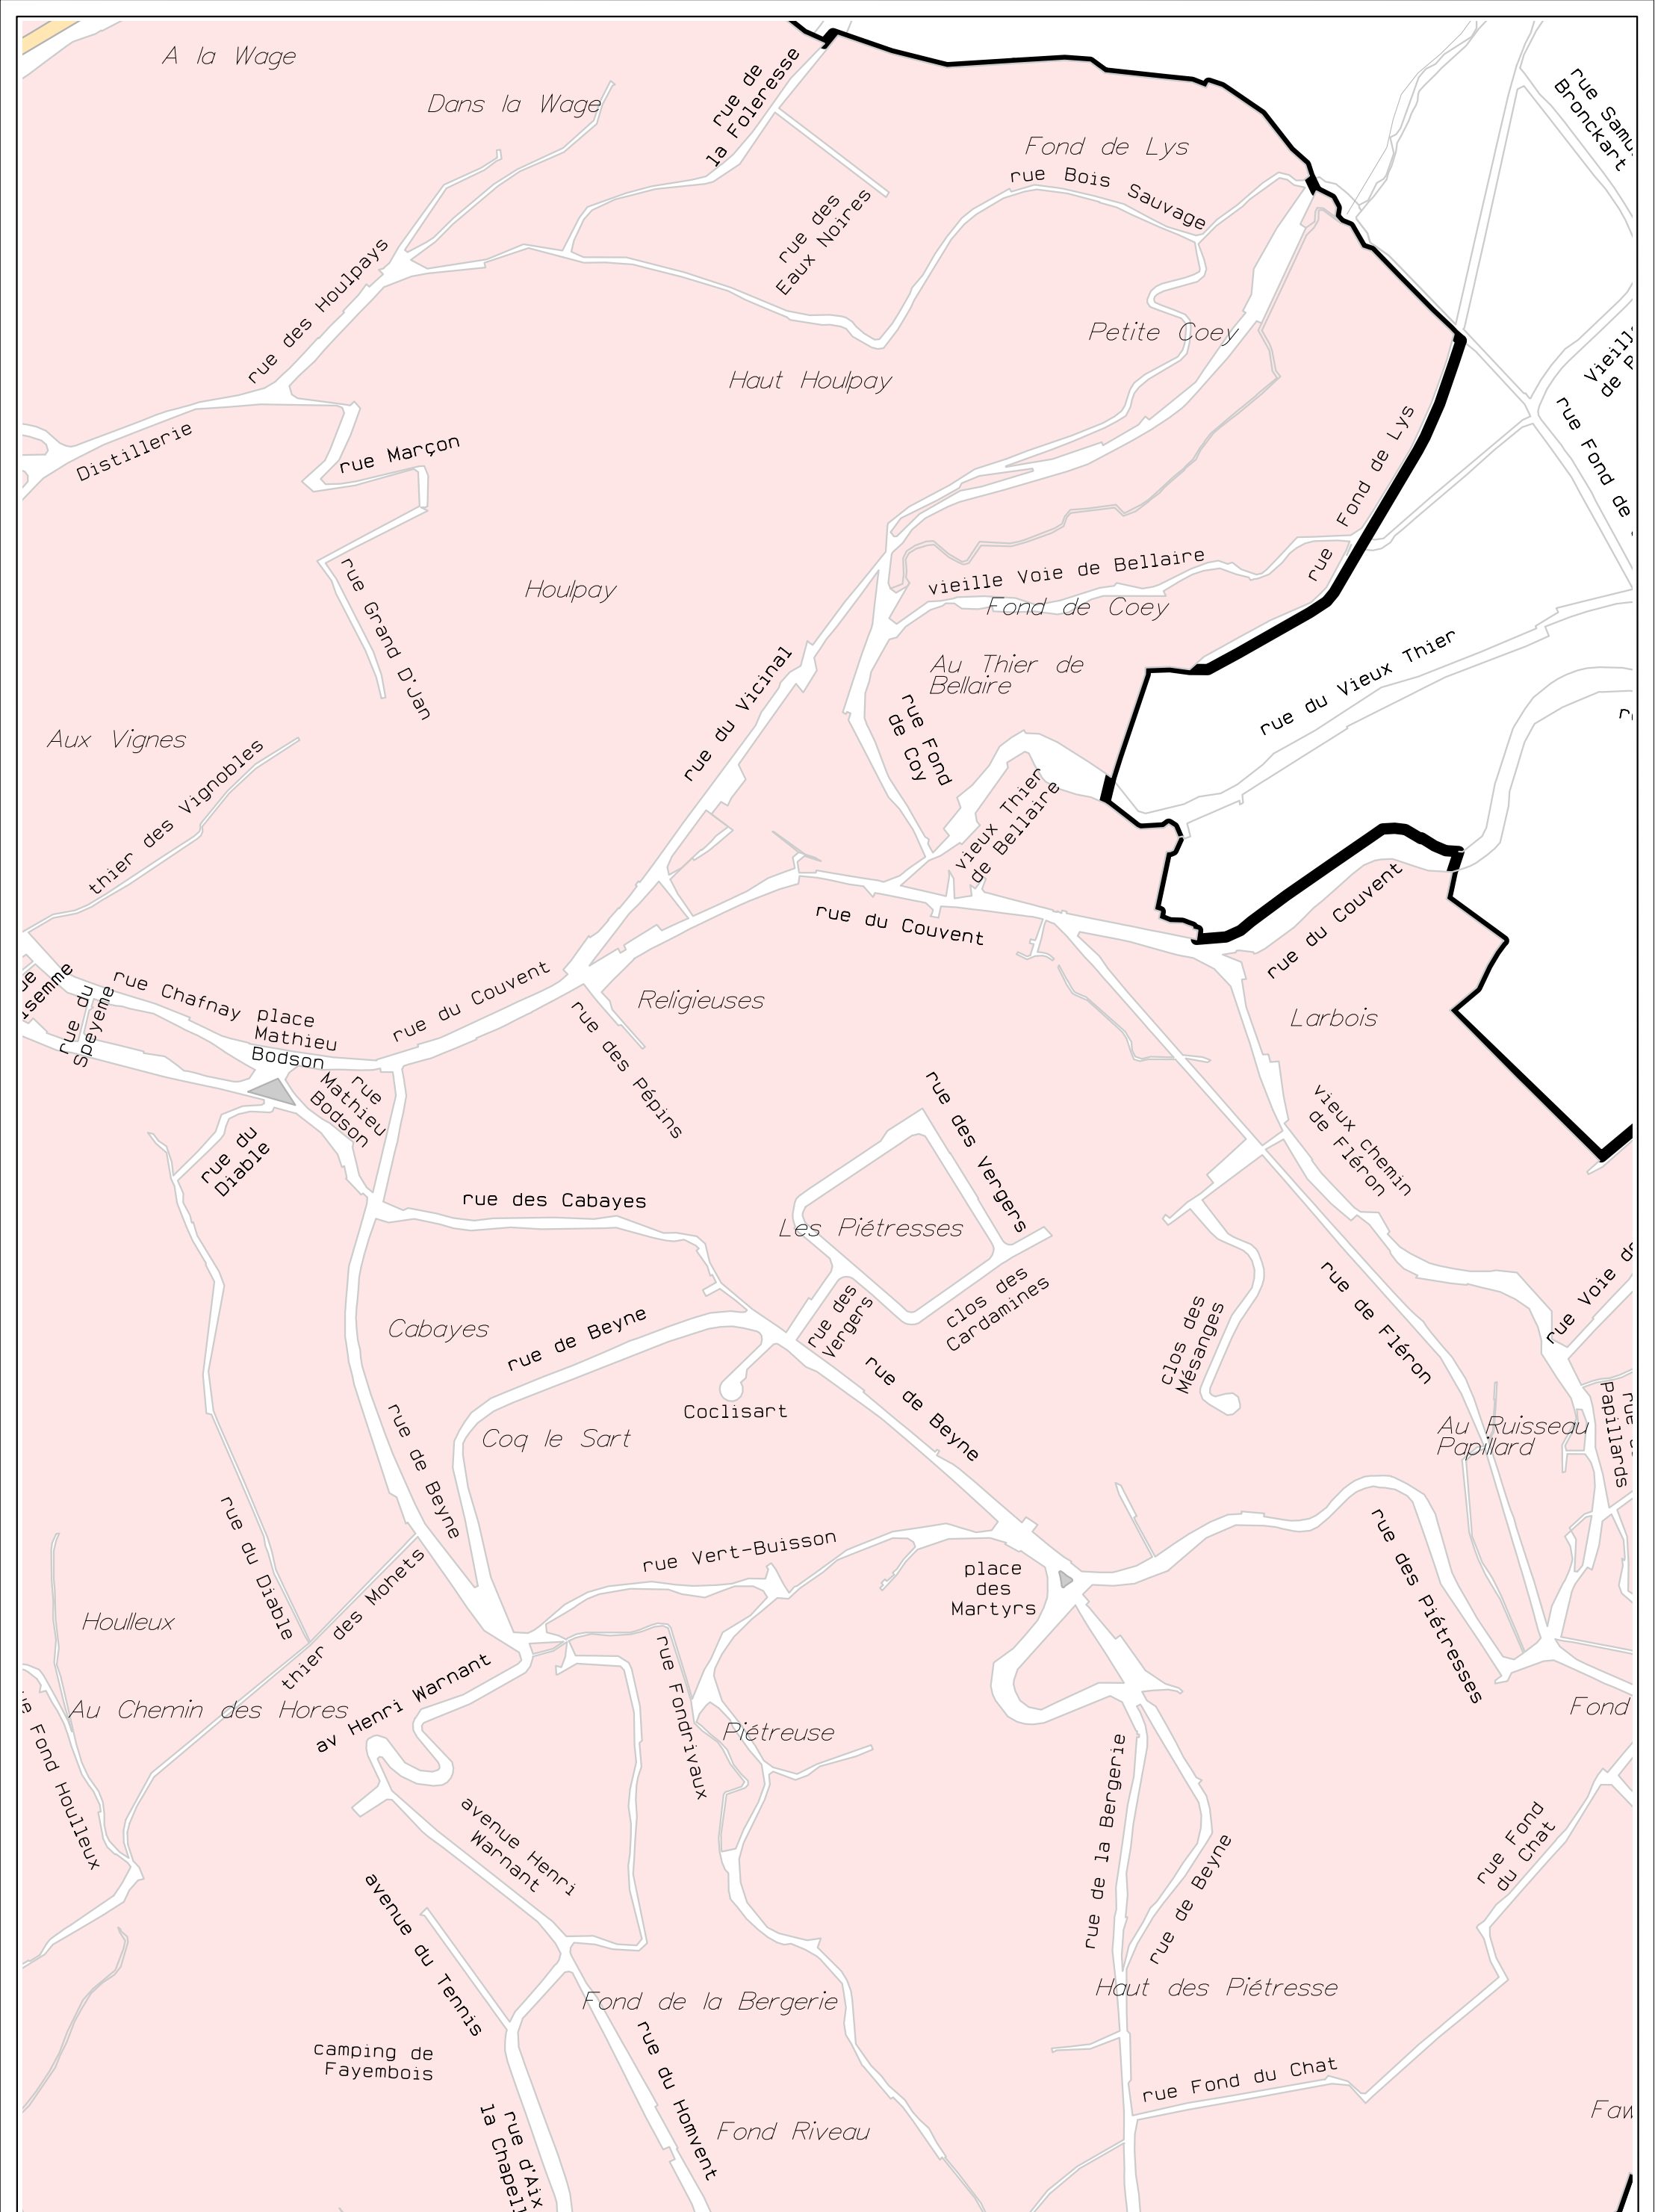 A la Wage
Dans la Wage
rue de
la Foleresse
Fond de Lys
rue Bois Sauvage
rue des
Eaux Noires
rue
Bronckart
rue des Houlpays
Petite Coey
Haut Houlpay
de
rue Fond de
Distillerie
rue Marçon
rue Fond de Lys
vieille Voie de Bellaire
Fond de Coey
Houlpay
rue Grand D'Jan
Au Thier de
Bellaire
rue du Vieux Thier
rue du Vicinal
rue Fond
de Coy
Aux Vignes
thier des Vignobles
vieux Thier
de Bellaire
rue du Couvent
rue du Couvent
rue du Couvent
rue Chafnay
rue du
Speyeme
place
Mathieu
Bodson
rue
Mathieu
Bodson
Religieuses
Larbois
rue des Pépins
rue du
Diable
rue des Vergers
vieux chemin
de Fléron
rue des Cabayes
Les Piétresses
clos des
Cardamines
rue des
Vergers
clos des
Mésanges
rue de Fléron
rue Voie
Cabayes
rue de Beyne
rue de Beyne
Coclisart
Coq le Sart
rue de Beyne
Au Ruisseau
Papillard
Papillards
rue du Diable
rue Vert-Buisson
thier des Mohets
place
des
Martyrs
rue des Piétresses
Houlleux
Au Chemin des Hores
av Henri Warnant
rue Fondrivaux
Piétreuse
Fond
Fond Houlleux
avenue Henri
Warnant
rue de la Bergerie
rue de Beyne
rue Fond
du Chat
avenue du Tennis
Fond de la Bergerie
Haut des Piétresse
camping de
Fayembois
rue du Homvent
rue Fond du Chat
rue d'Aix
la
Fond Riveau